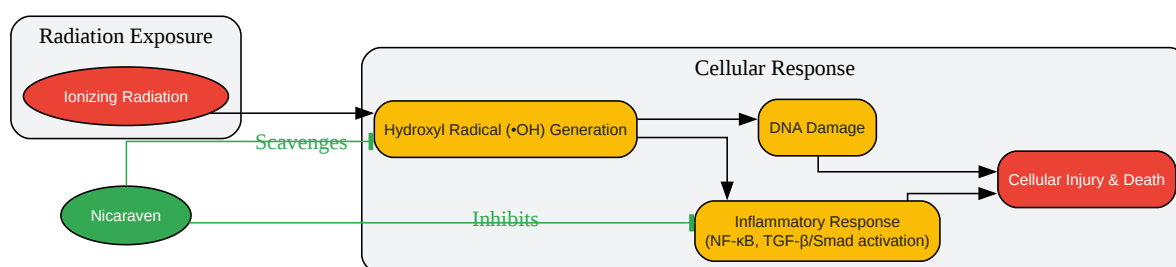 Radiation Exposure
Ionizing Radiation
Cellular Response
Hydroxyl Radical (•OH) Generation
DNA Damage
Scavenges
Cellular Injury & Death
Nicaraven
Inhibits
Inflammatory Response
(NF-κB, TGF-β/Smad activation)